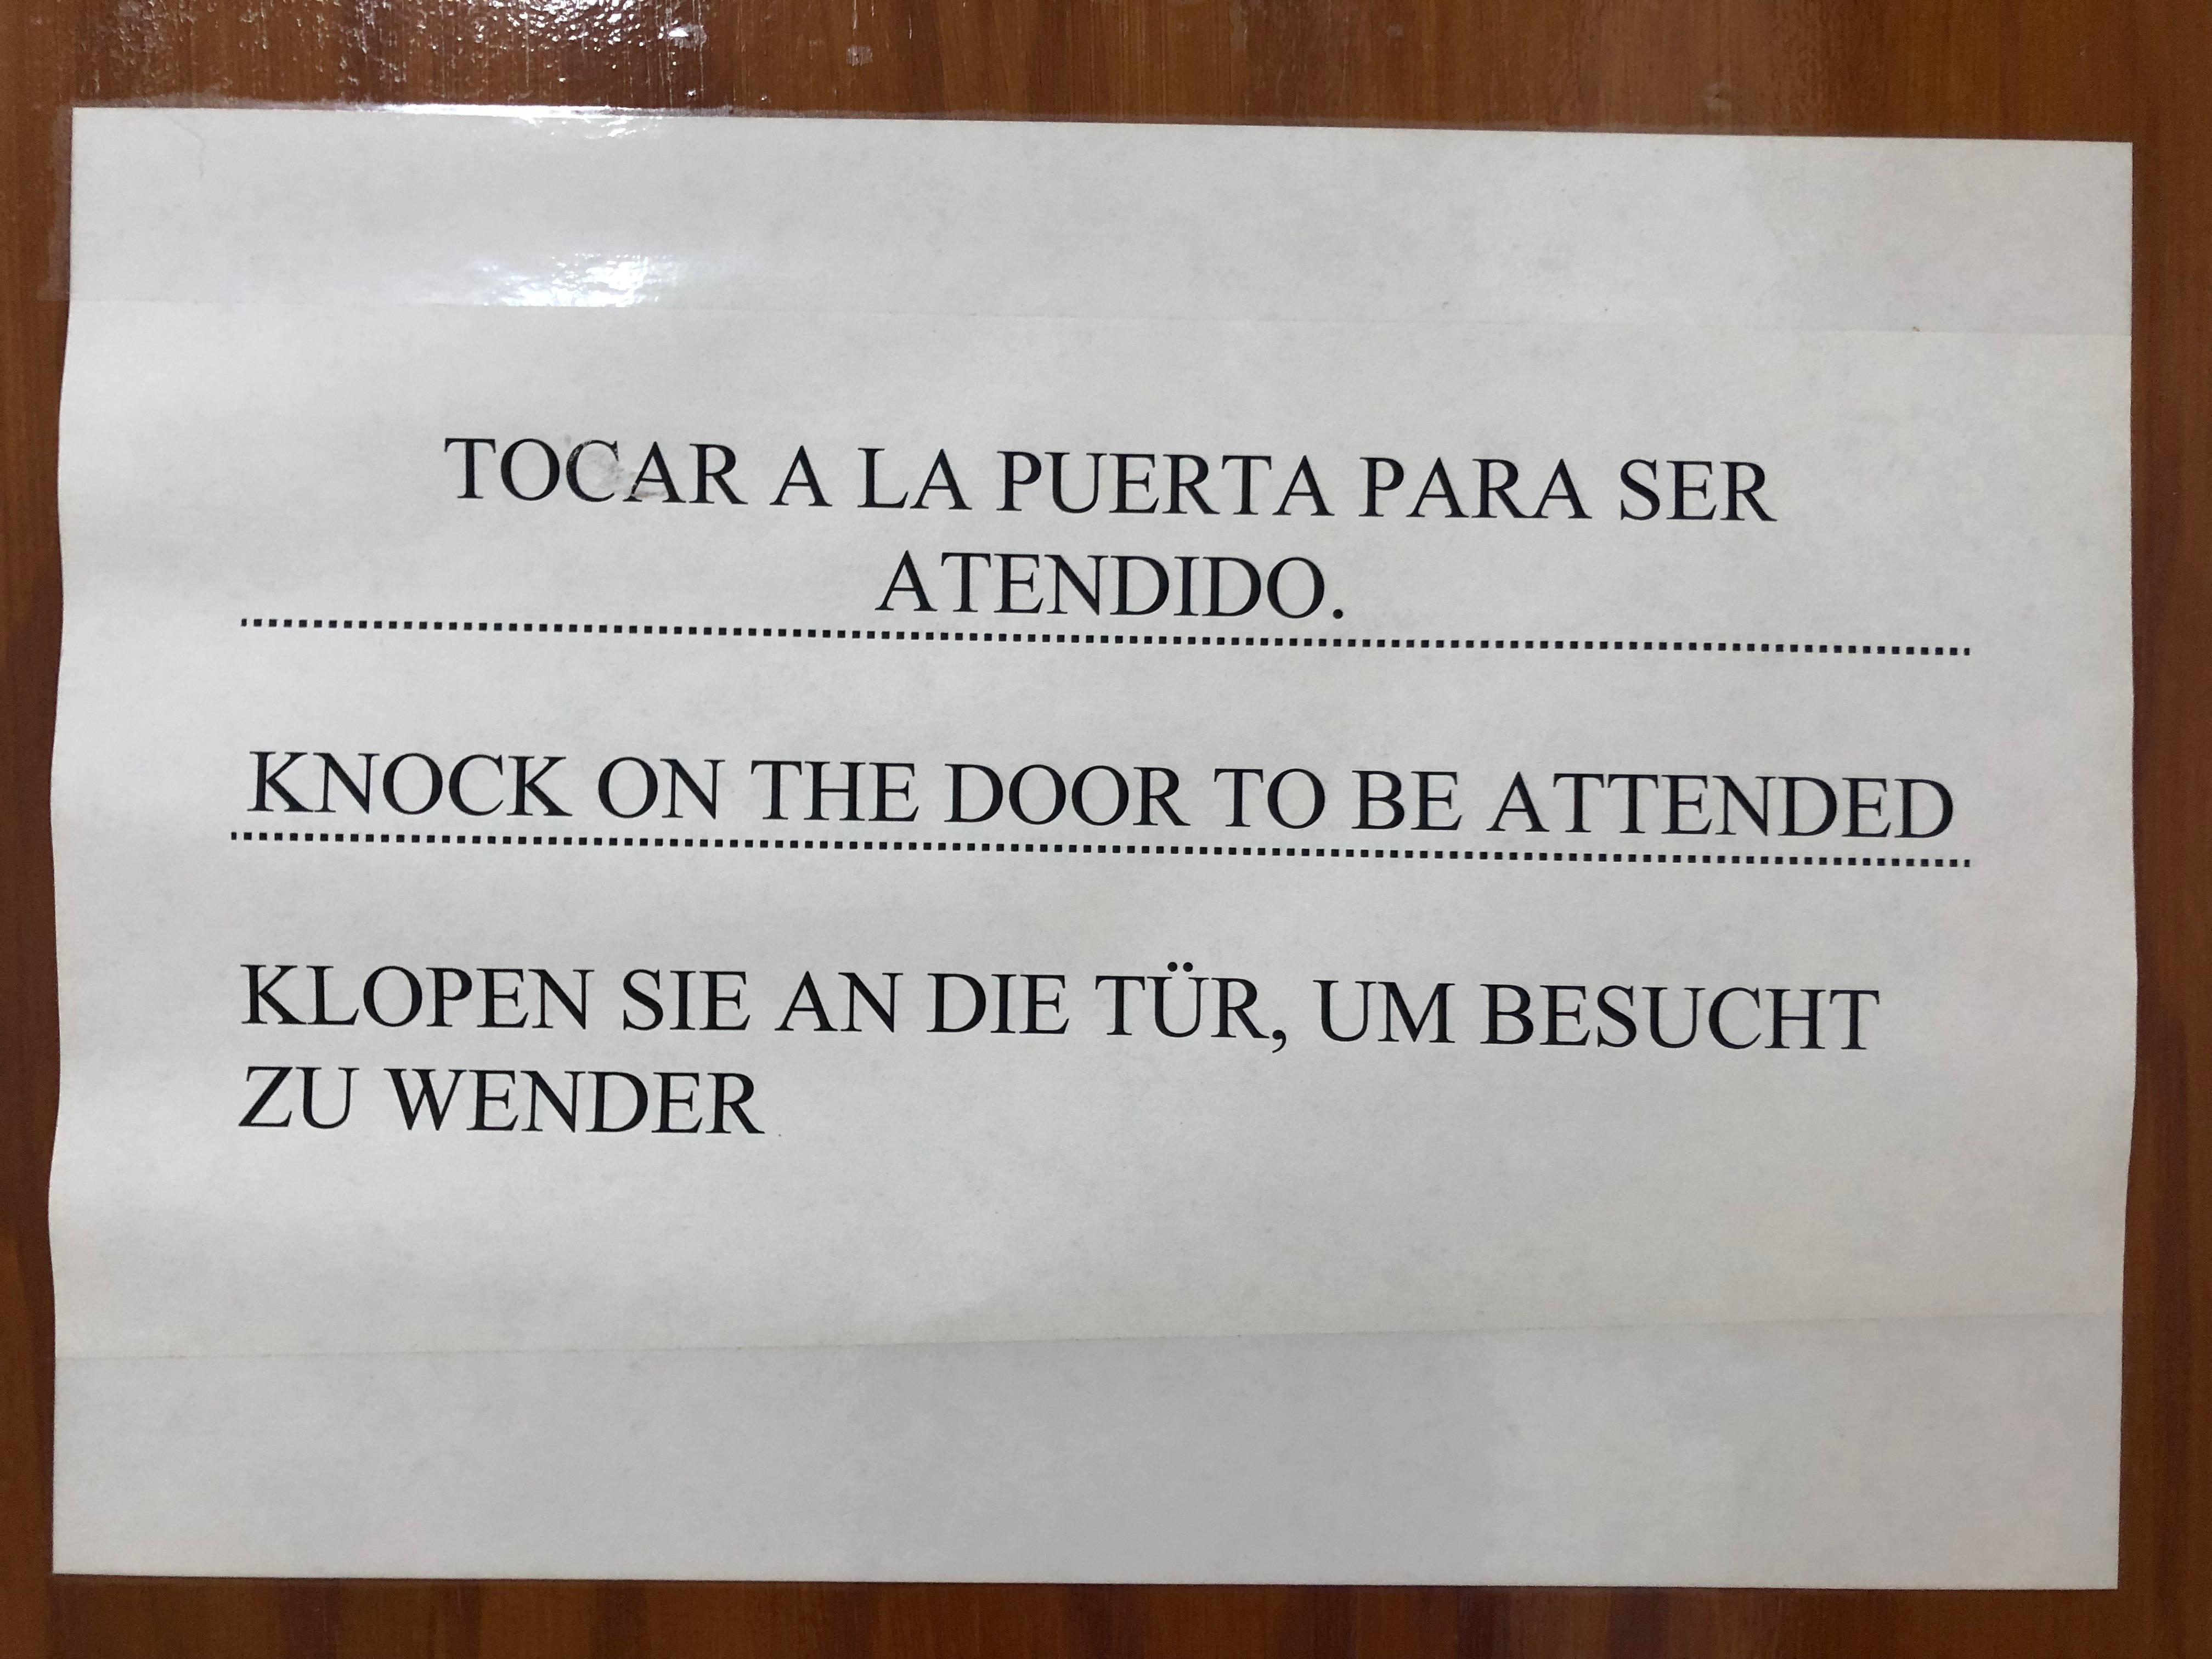 TOCAR A LA PUERTA PARA SER
ATENDIDO.
KNOCK ON THE DOOR TO BE ATTENDED
KLOPEN SIE AN DIE TÜR, UM BESUCHT
ZU WENDER